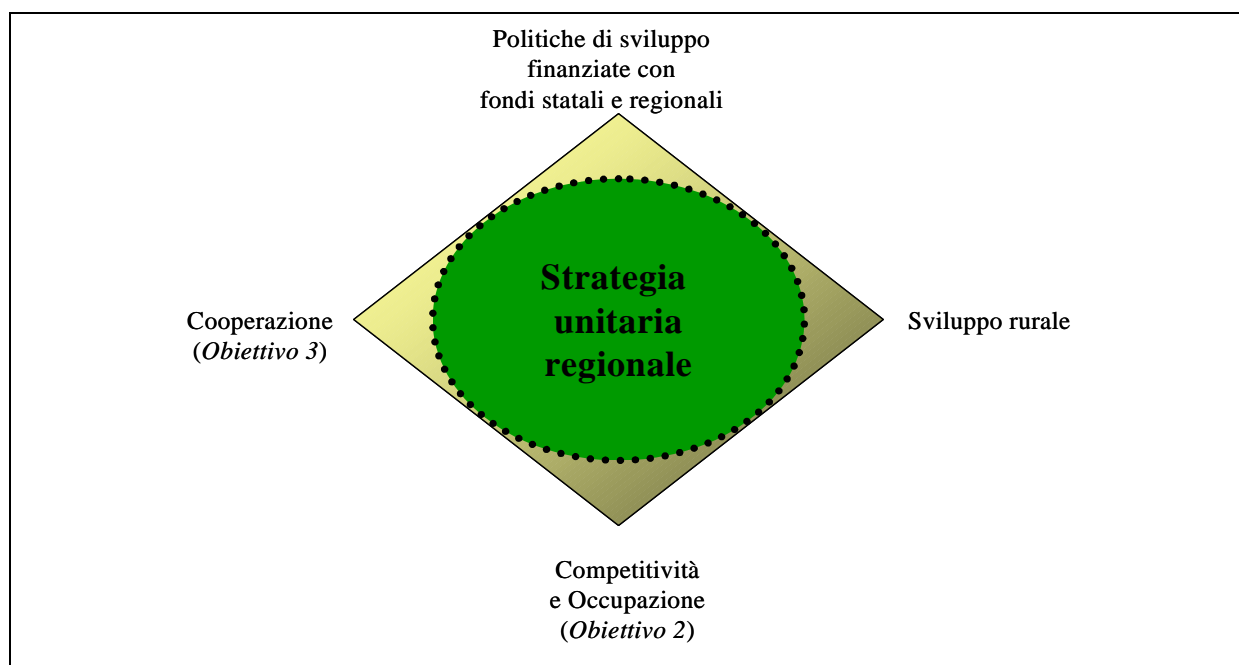 Politiche di sviluppo
finanziate con
fondi statali e regionali
Strategia
unitaria
regionale
Cooperazione
(Obiettivo 3)
Sviluppo rurale
Competitività
e Occupazione
(Obiettivo 2)